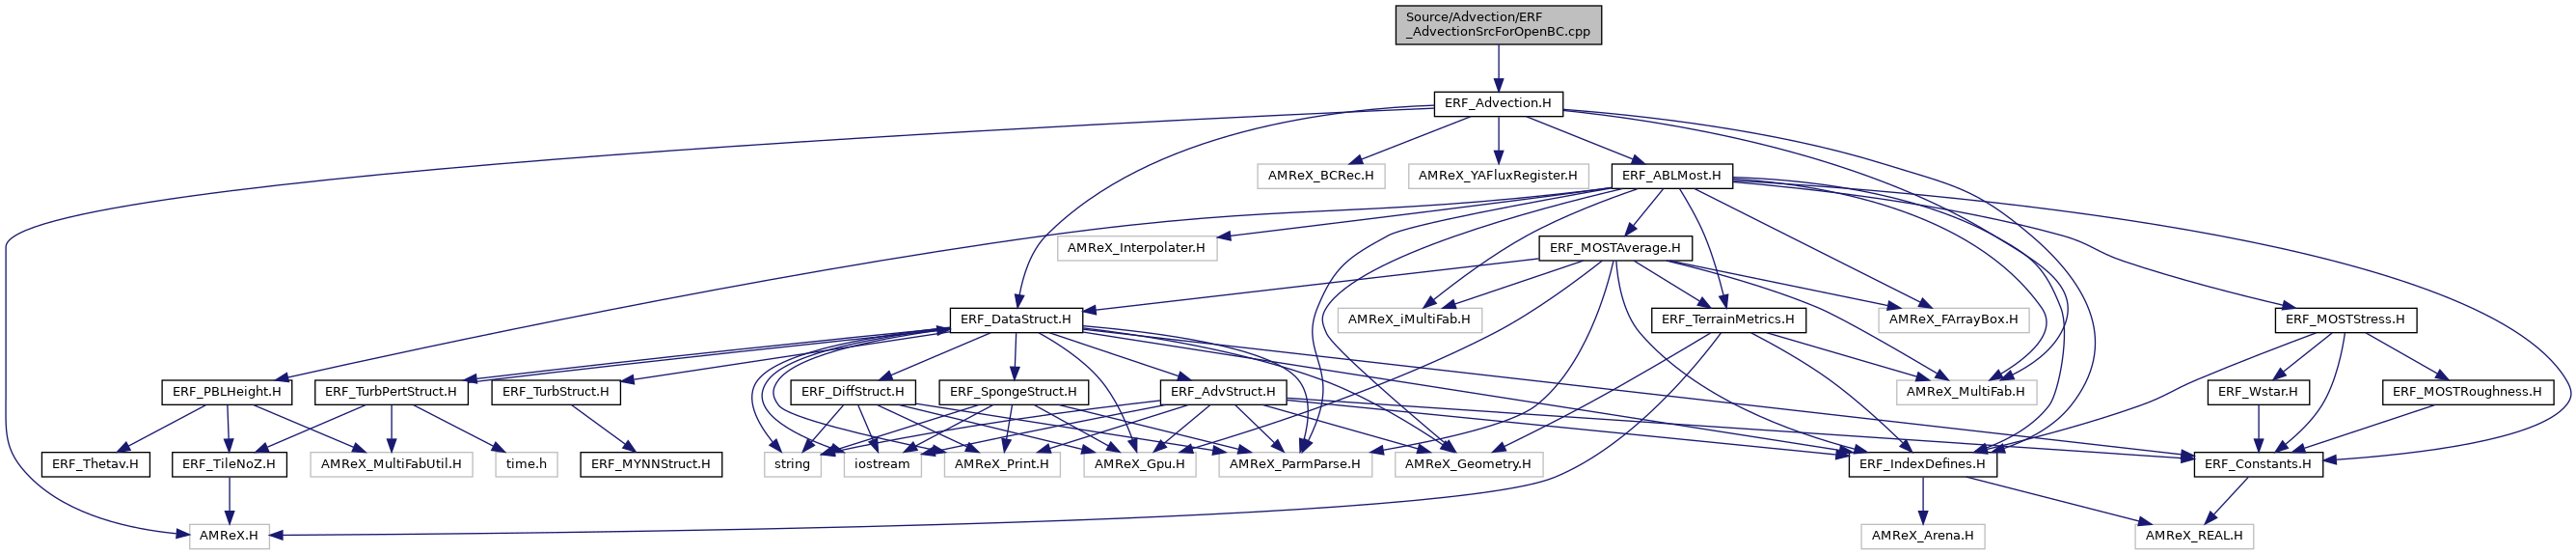 Source/Advection/ERF
_AdvectionSrcForOpenBC.cpp
ERF_Advection.H
AMReX_BCRec.H
AMReX_YAFluxRegister.H
ERF_ABLMost.H
AMReX_Interpolater.H
ERF_MOSTAverage.H
ERF_DataStruct.H
AMReX_iMultiFab.H
ERF_TerrainMetrics.H
AMReX_FArrayBox.H
ERF_MOSTStress.H
ERF_PBLHeight.H
ERF_TurbPertStruct.H
ERF_TurbStruct.H
ERF_DiffStruct.H
ERF_SpongeStruct.H
ERF_AdvStruct.H
AMReX_MultiFab.H
ERF_Wstar.H
ERF_MOSTRoughness.H
ERF_Thetav.H
ERF_TileNoZ.H
AMReX_MultiFabUtil.H
time.h
ERF_MYNNStruct.H
string
iostream
AMReX_Print.H
AMReX_Gpu.H
AMReX_ParmParse.H
AMReX_Geometry.H
ERF_IndexDefines.H
ERF_Constants.H
AMReX.H
AMReX_Arena.H
AMReX_REAL.H